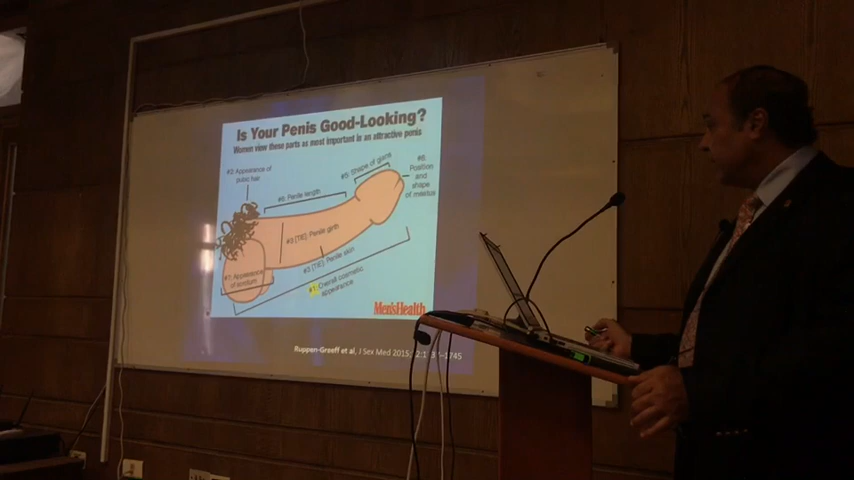 Is Your Penis Good-Looking?
Women view these parts as most important in an attractive penis
#2: Appearance of
pubic hair
#6: Penile length
#5: Shape of glans
#8:
Position
and
shape
of meatus
#3 (TIE): Penile girth
#3 (TIE): Penile skin
#7: Appearance
of scrotum
#1: Overall cosmetic
appearance
Men'sHealth
Ruppen-Greeff et al, J Sex Med 2015;